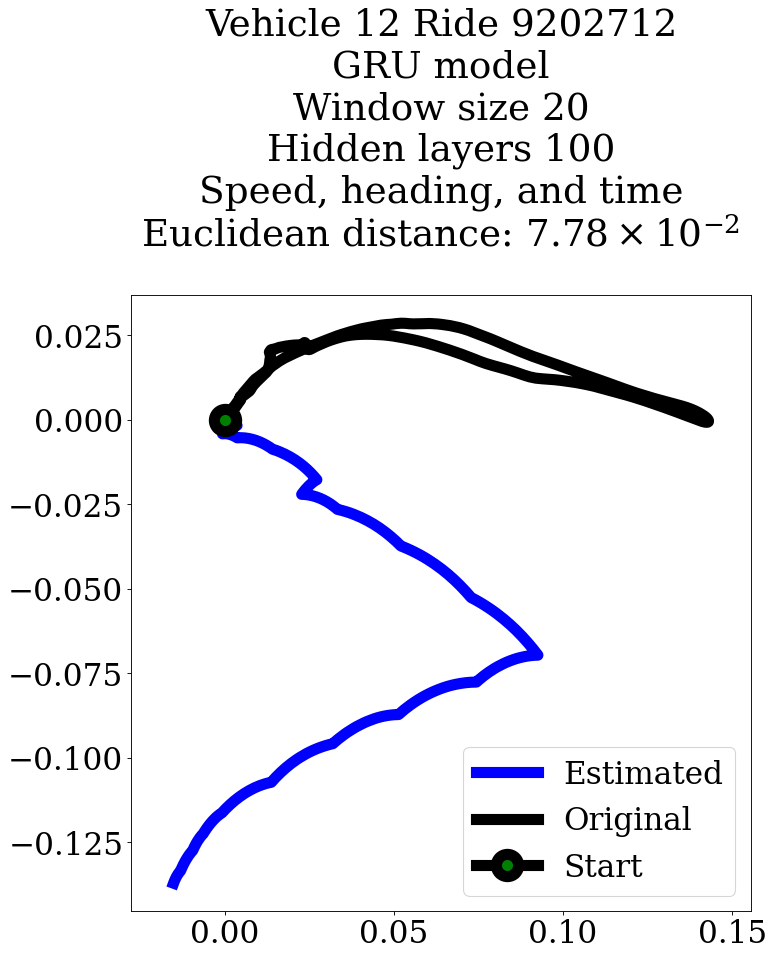 Vehicle 12 Ride 9202712
GRU model
Window size 20
Hidden layers 100
Speed, heading, and time
Euclidean distance: 7.78 × 10⁻²
0.025
0.000
−0.025
−0.050
−0.075
−0.100
−0.125
Estimated
Original
Start
0.00 0.05 0.10 0.15